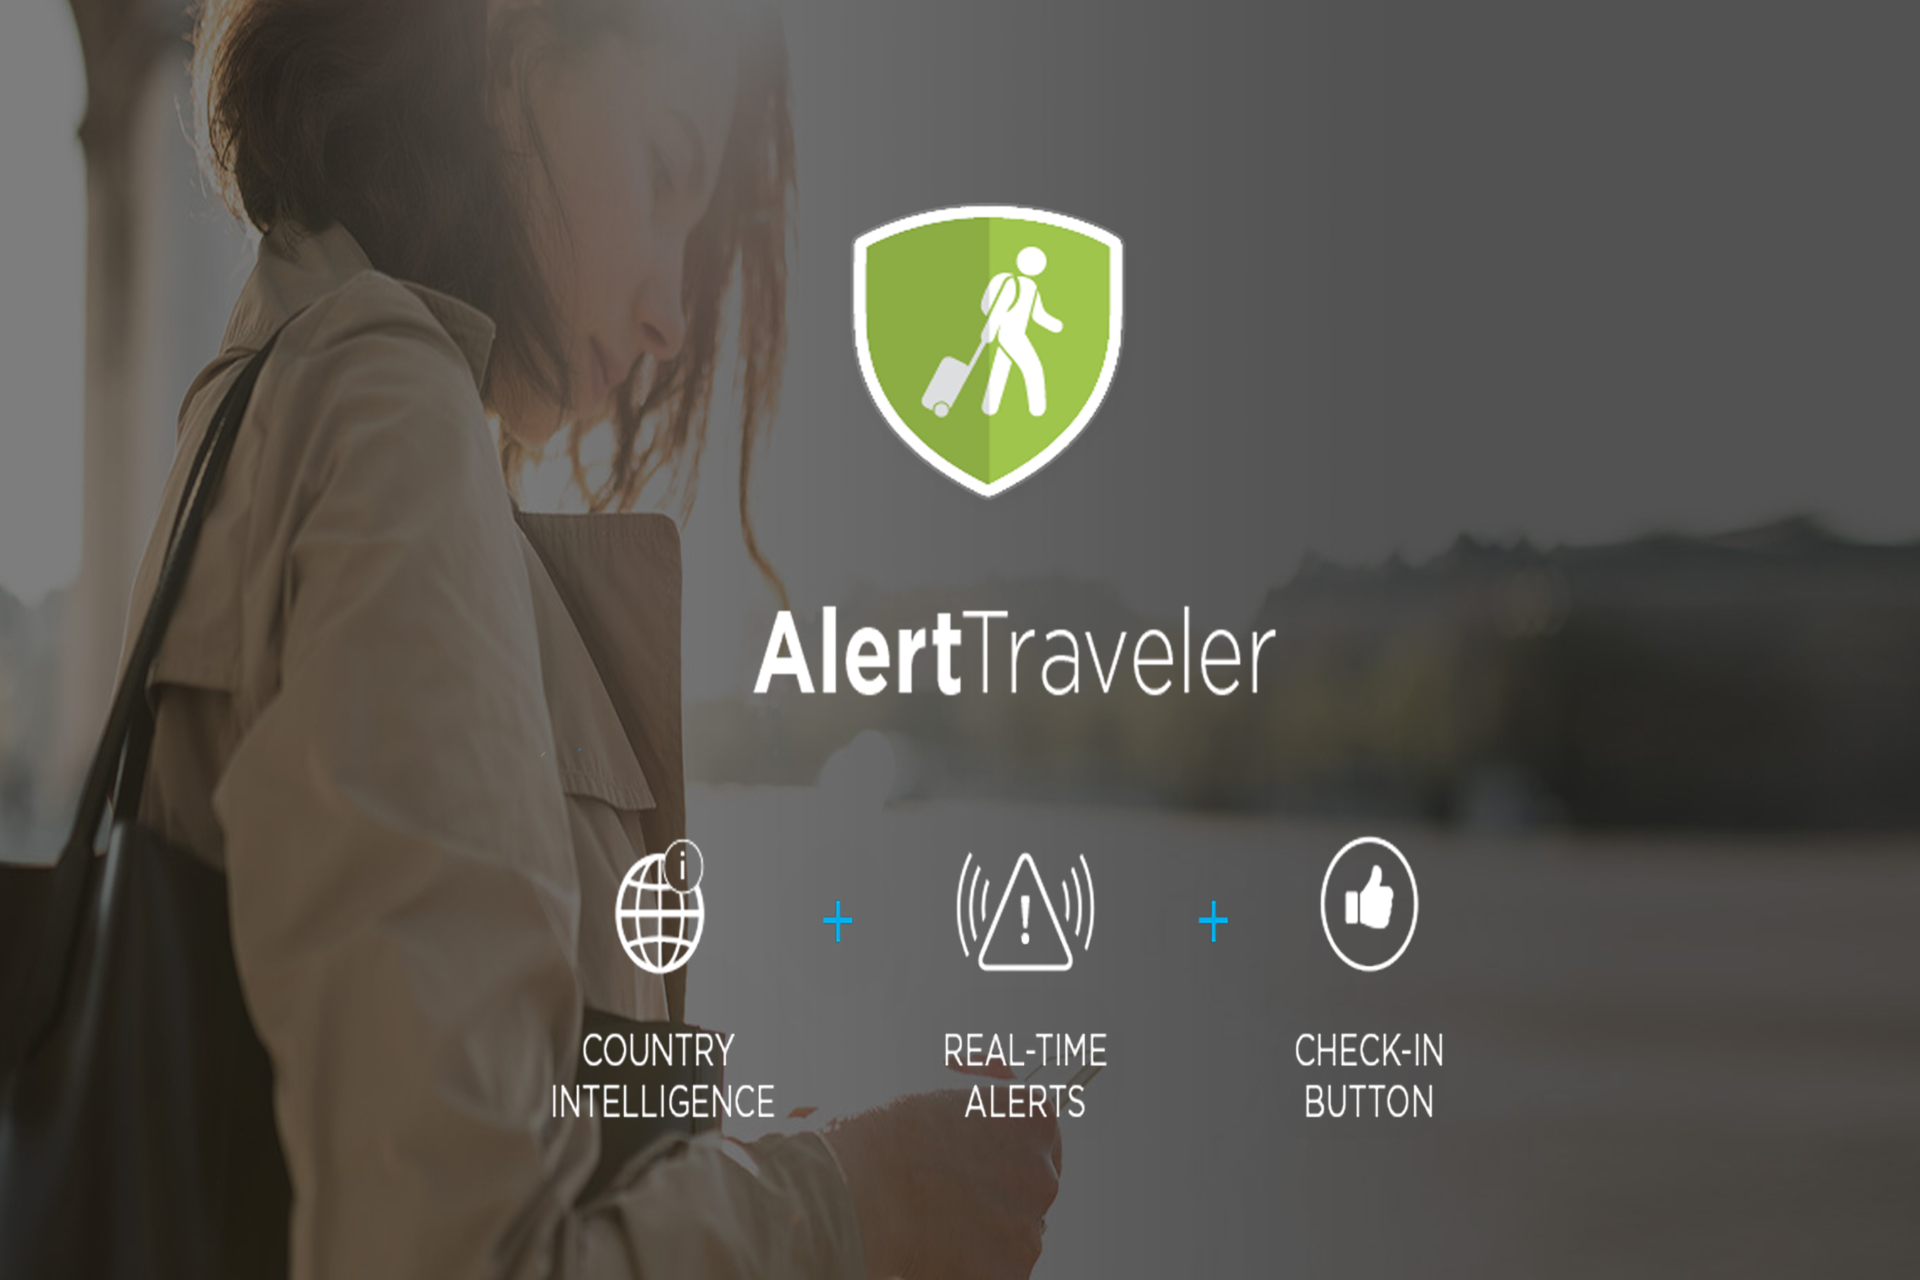 AlertTraveler
COUNTRY
INTELLIGENCE
+
REAL-TIME
ALERTS
+
CHECK-IN
BUTTON